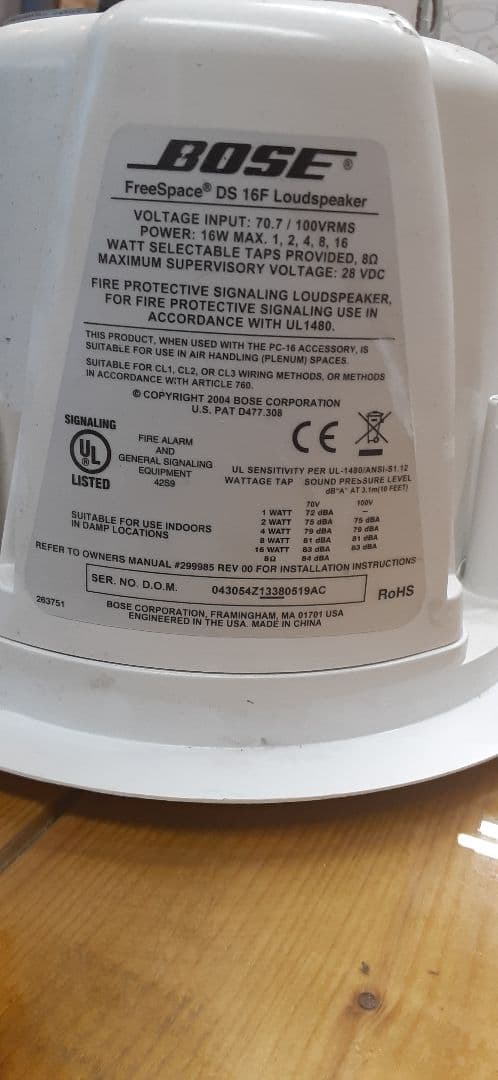 BOSE®
FreeSpace® DS 16F Loudspeaker
VOLTAGE INPUT: 70.7 / 100VRMS
POWER: 16W MAX. 1, 2, 4, 8, 16
WATT SELECTABLE TAPS PROVIDED, 8Ω
MAXIMUM SUPERVISORY VOLTAGE: 28 VDC
FIRE PROTECTIVE SIGNALING LOUDSPEAKER,
FOR FIRE PROTECTIVE SIGNALING USE IN
ACCORDANCE WITH UL1480.
THIS PRODUCT, WHEN USED WITH THE PC-16 ACCESSORY, IS
SUITABLE FOR USE IN AIR HANDLING (PLENUM) SPACES.
SUITABLE FOR CL1, CL2, OR CL3 WIRING METHODS, OR METHODS
IN ACCORDANCE WITH ARTICLE 760.
© COPYRIGHT 2004 BOSE CORPORATION
U.S. PAT D477.308
SIGNALING
UL®
LISTED
FIRE ALARM
AND
GENERAL SIGNALING
EQUIPMENT
42S9
CE
UL SENSITIVITY PER UL-1480/ANSI-S1.12
WATTAGE TAP SOUND PRESSURE LEVEL
dB"A" AT 3.1m(10 FEET)
70V 100V
1 WATT 72 dBA –
2 WATT 75 dBA 75 dBA
4 WATT 79 dBA 79 dBA
8 WATT 81 dBA 81 dBA
16 WATT 83 dBA 83 dBA
8Ω 84 dBA
SUITABLE FOR USE INDOORS
IN DAMP LOCATIONS
REFER TO OWNERS MANUAL #299985 REV 00 FOR INSTALLATION INSTRUCTIONS
SER. NO. D.O.M. 043054Z13380519AC
RoHS
263751
BOSE CORPORATION, FRAMINGHAM, MA 01701 USA
ENGINEERED IN THE USA. MADE IN CHINA